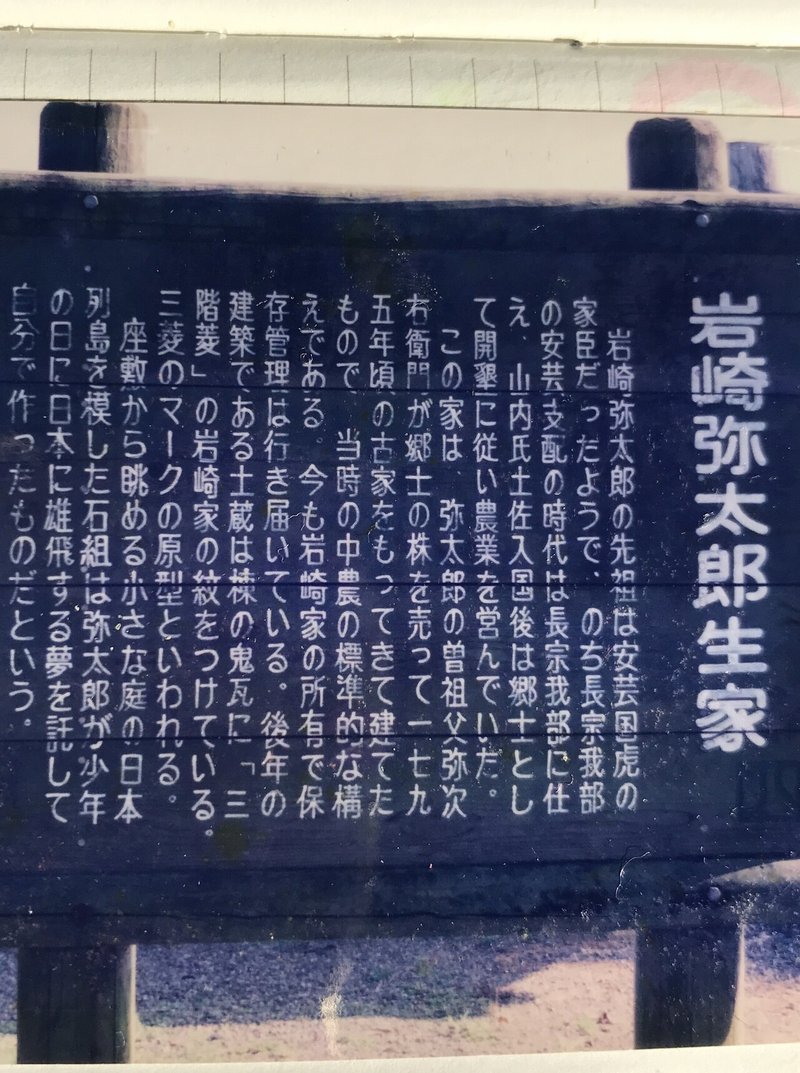 岩崎弥太郎生家
岩崎弥太郎の先祖は安芸国虎の
家臣だったようで、のち長宗我部
の安芸支配の時代は長宗我部に仕
え、山内氏土佐入国後は郷士とし
て開墾に従い農業を営んでいた。
この家は、弥太郎の曽祖父弥次
右衛門が郷士の株を売って一七九
五年頃の古家をもってきて建てた
もので、当時の中農の標準的な構
えである。今も岩崎家の所有で保
存管理は行き届いている。後年の
建築である土蔵は棟の鬼瓦に「三
階菱」の岩崎家の紋をつけている。
三菱のマークの原型といわれる。
座敷から眺める小さな庭の日本
列島を模した石組は弥太郎が少年
の日に日本に雄飛する夢を託して
自分で作ったものだという。